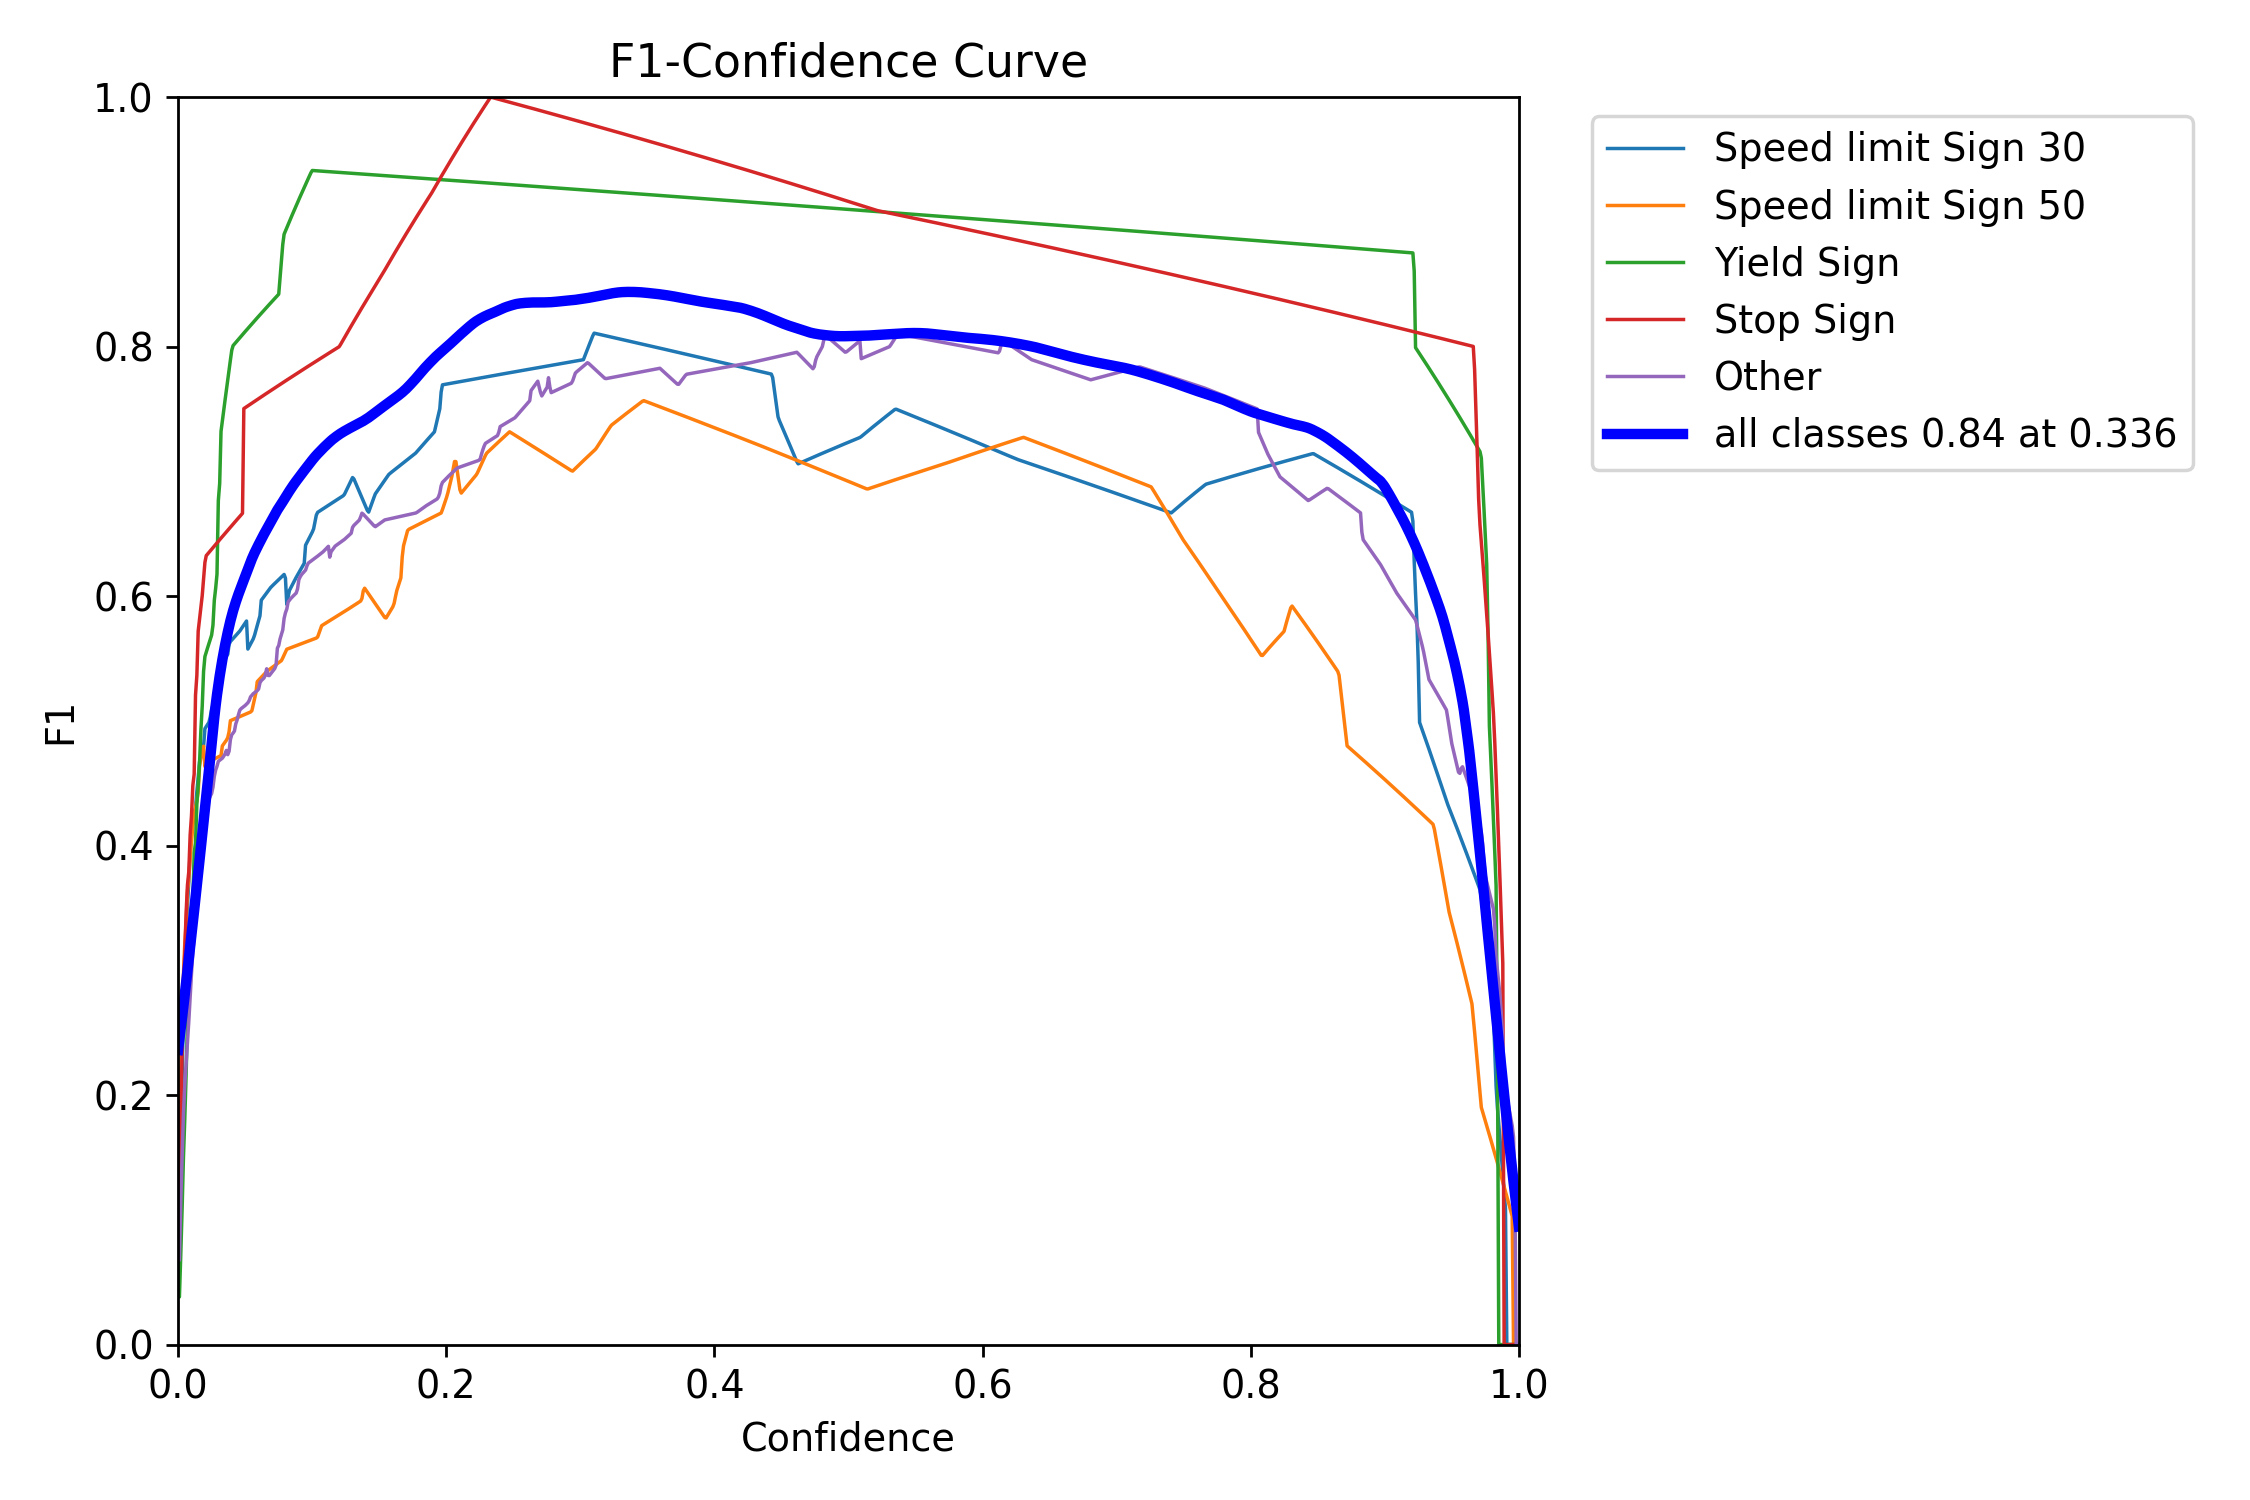 F1-Confidence Curve
1.0
0.8
0.6
0.4
0.2
0.0
F1
0.0 0.2 0.4 0.6 0.8 1.0
Confidence
Speed limit Sign 30
Speed limit Sign 50
Yield Sign
Stop Sign
Other
all classes 0.84 at 0.336